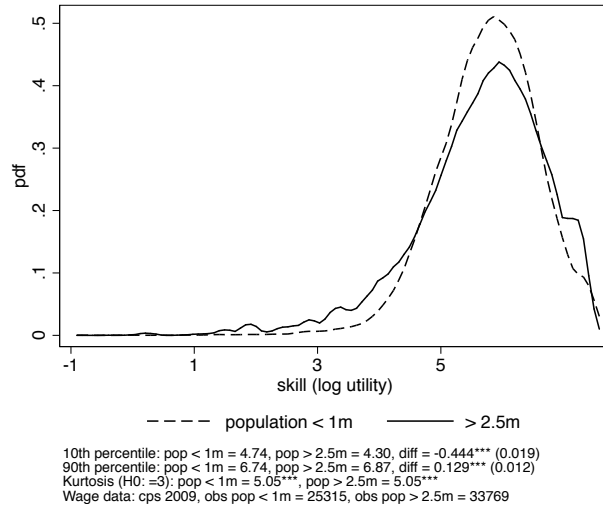 .5
.4
.3
.2
.1
0
pdf
-1 1 3 5
skill (log utility)
population < 1m > 2.5m
10th percentile: pop < 1m = 4.74, pop > 2.5m = 4.30, diff = -0.444*** (0.019)
90th percentile: pop < 1m = 6.74, pop > 2.5m = 6.87, diff = 0.129*** (0.012)
Kurtosis (H0: =3): pop < 1m = 5.05***, pop > 2.5m = 5.05***
Wage data: cps 2009, obs pop < 1m = 25315, obs pop > 2.5m = 33769